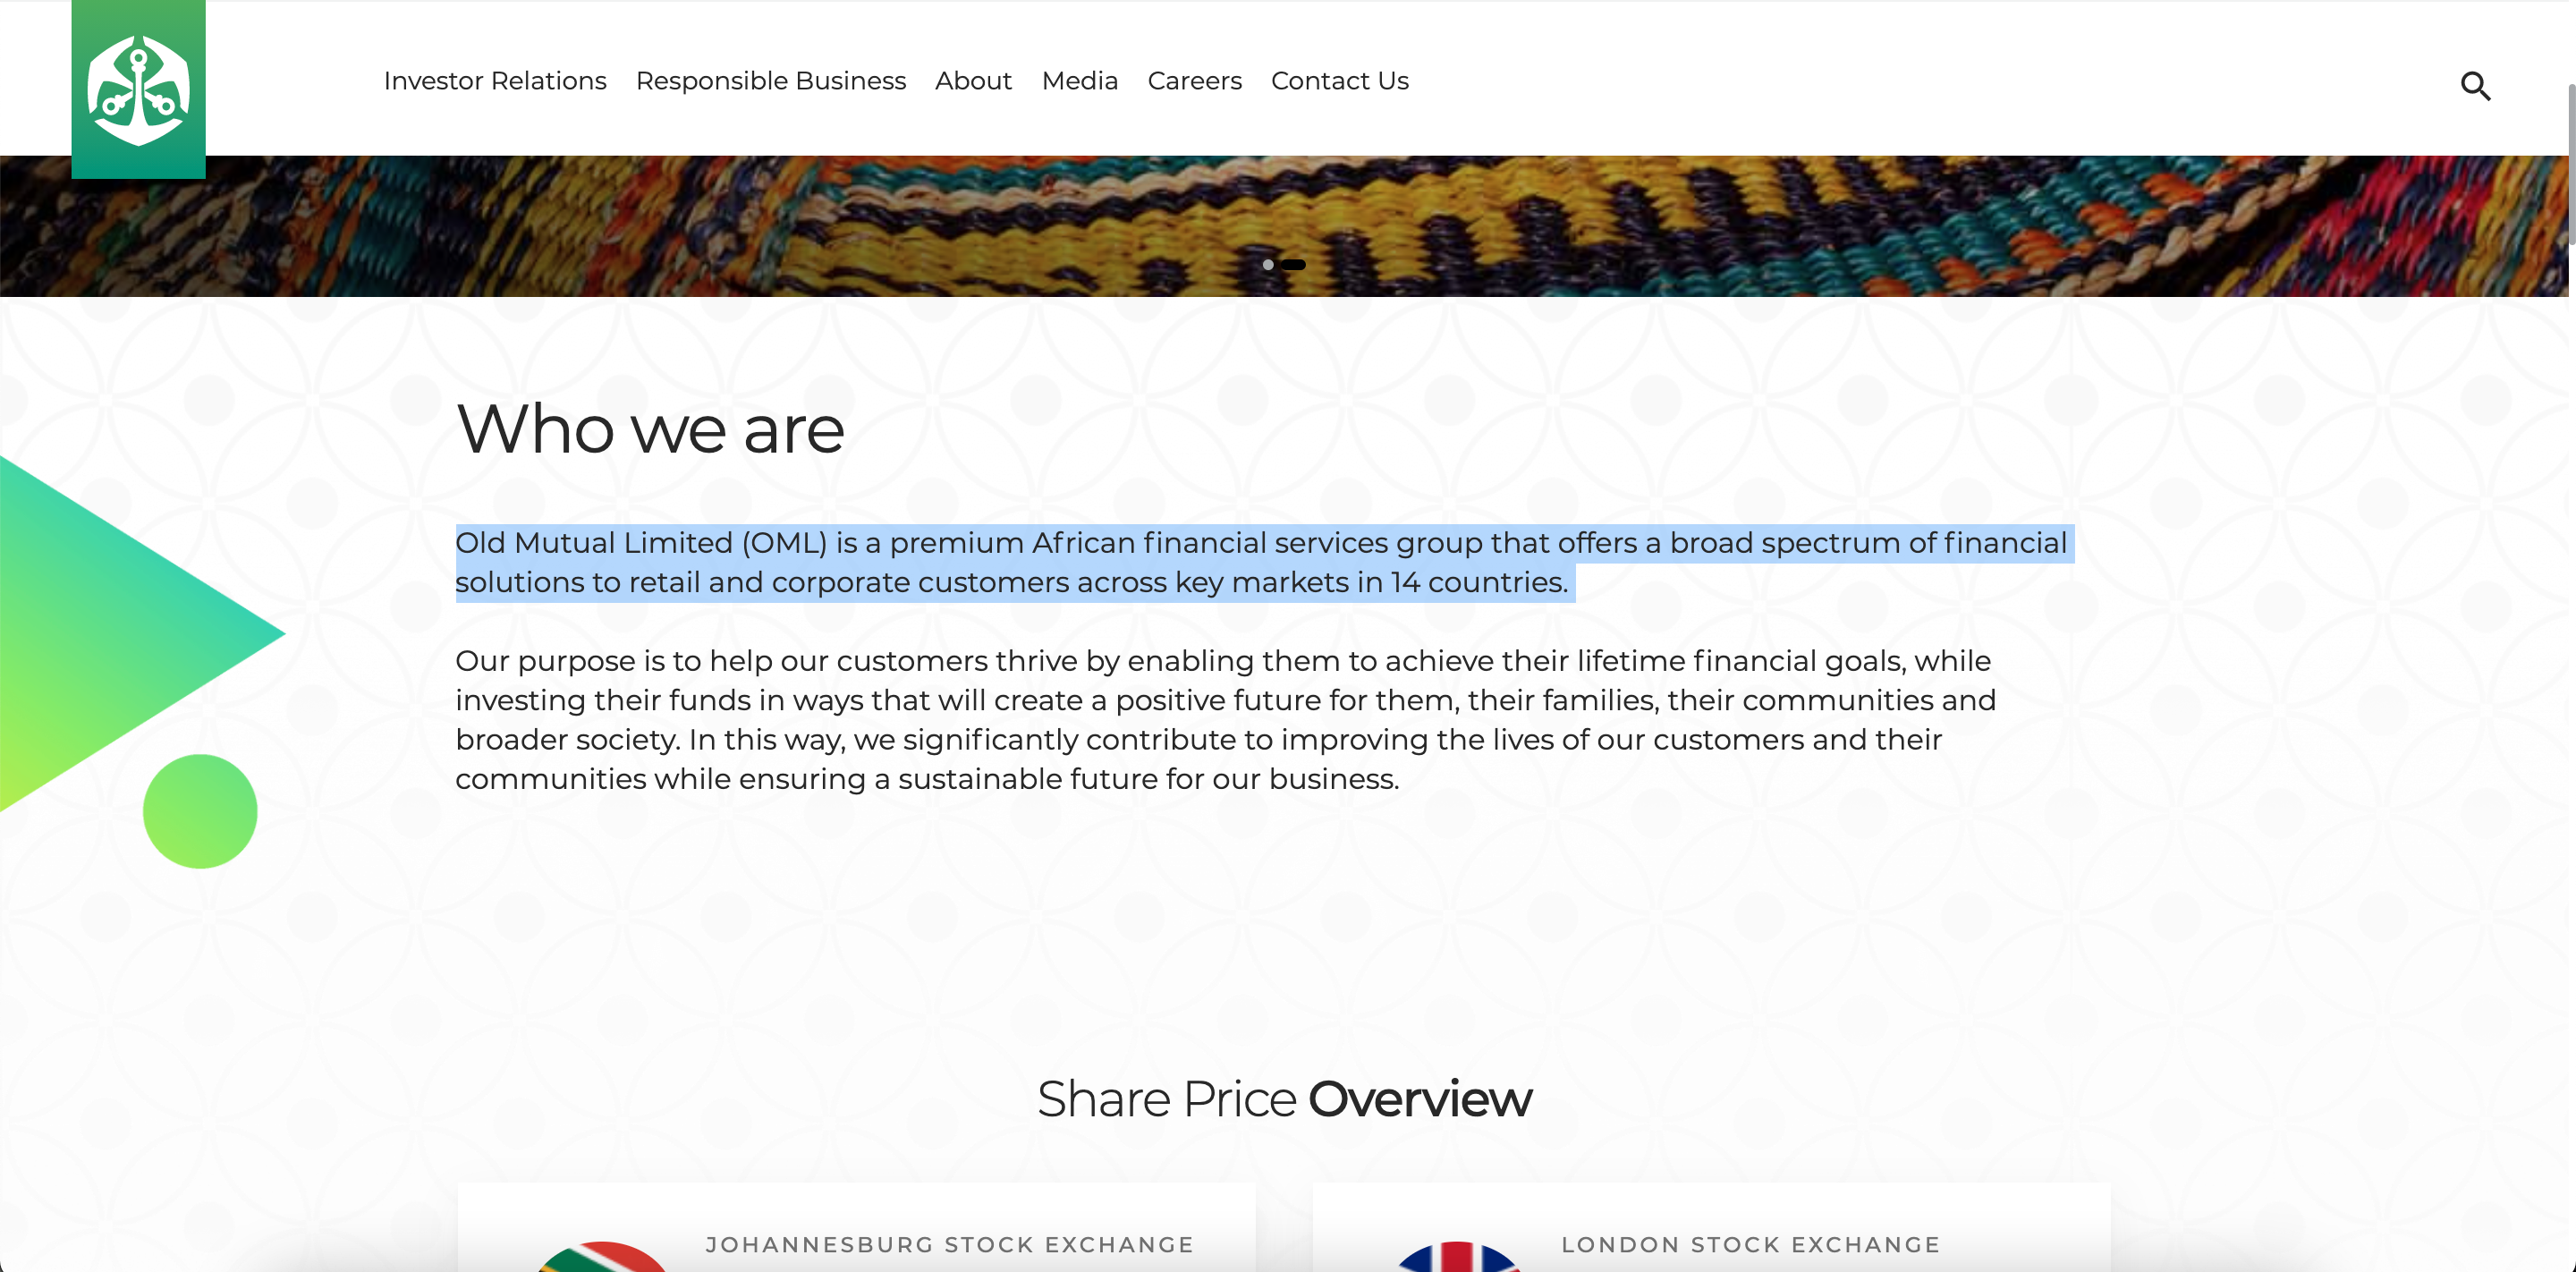 Investor Relations Responsible Business About Media Careers Contact Us
Who we are
Old Mutual Limited (OML) is a premium African financial services group that offers a broad spectrum of financial
solutions to retail and corporate customers across key markets in 14 countries.
Our purpose is to help our customers thrive by enabling them to achieve their lifetime financial goals, while
investing their funds in ways that will create a positive future for them, their families, their communities and
broader society. In this way, we significantly contribute to improving the lives of our customers and their
communities while ensuring a sustainable future for our business.
Share Price Overview
JOHANNESBURG STOCK EXCHANGE
LONDON STOCK EXCHANGE